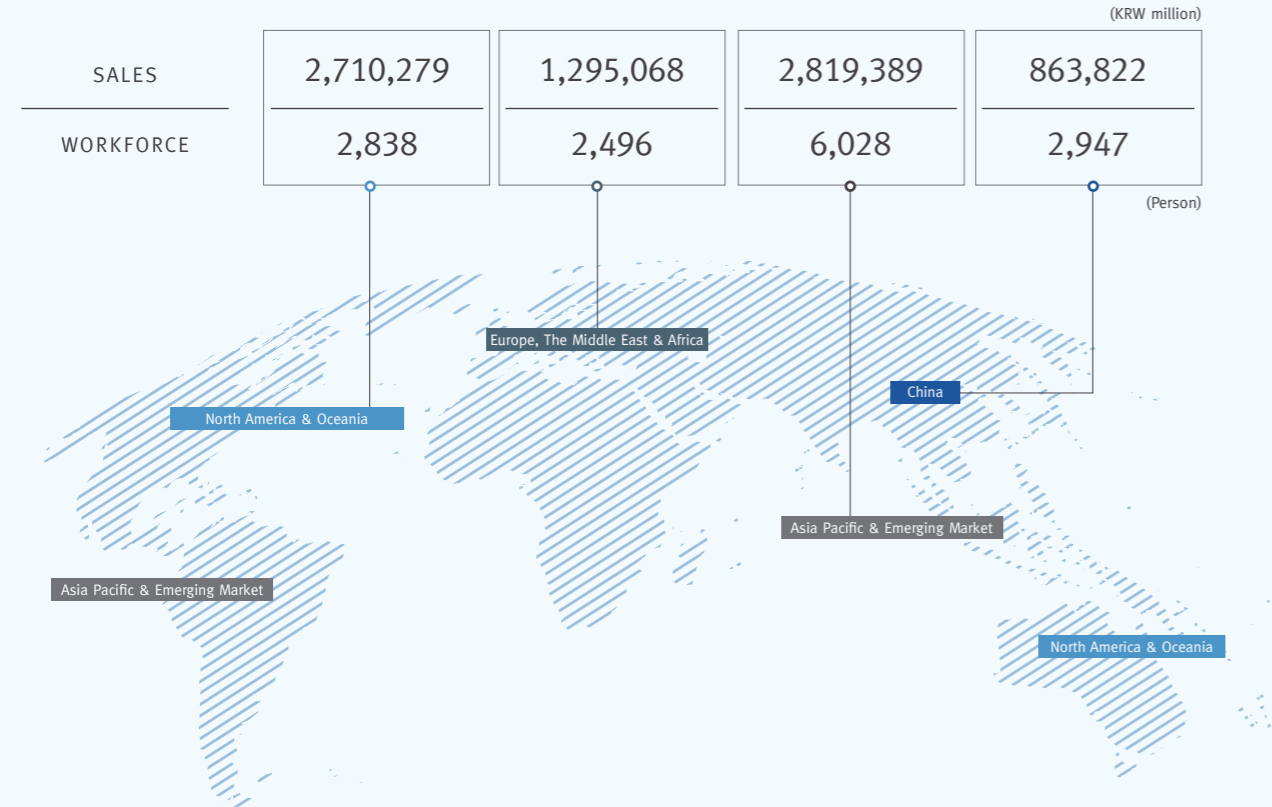 (KRW million)
SALES 2,710,279 1,295,068 2,819,389 863,822
WORKFORCE 2,838 2,496 6,028 2,947
(Person)
Europe, The Middle East & Africa
China
North America & Oceania
Asia Pacific & Emerging Market
Asia Pacific & Emerging Market
North America & Oceania